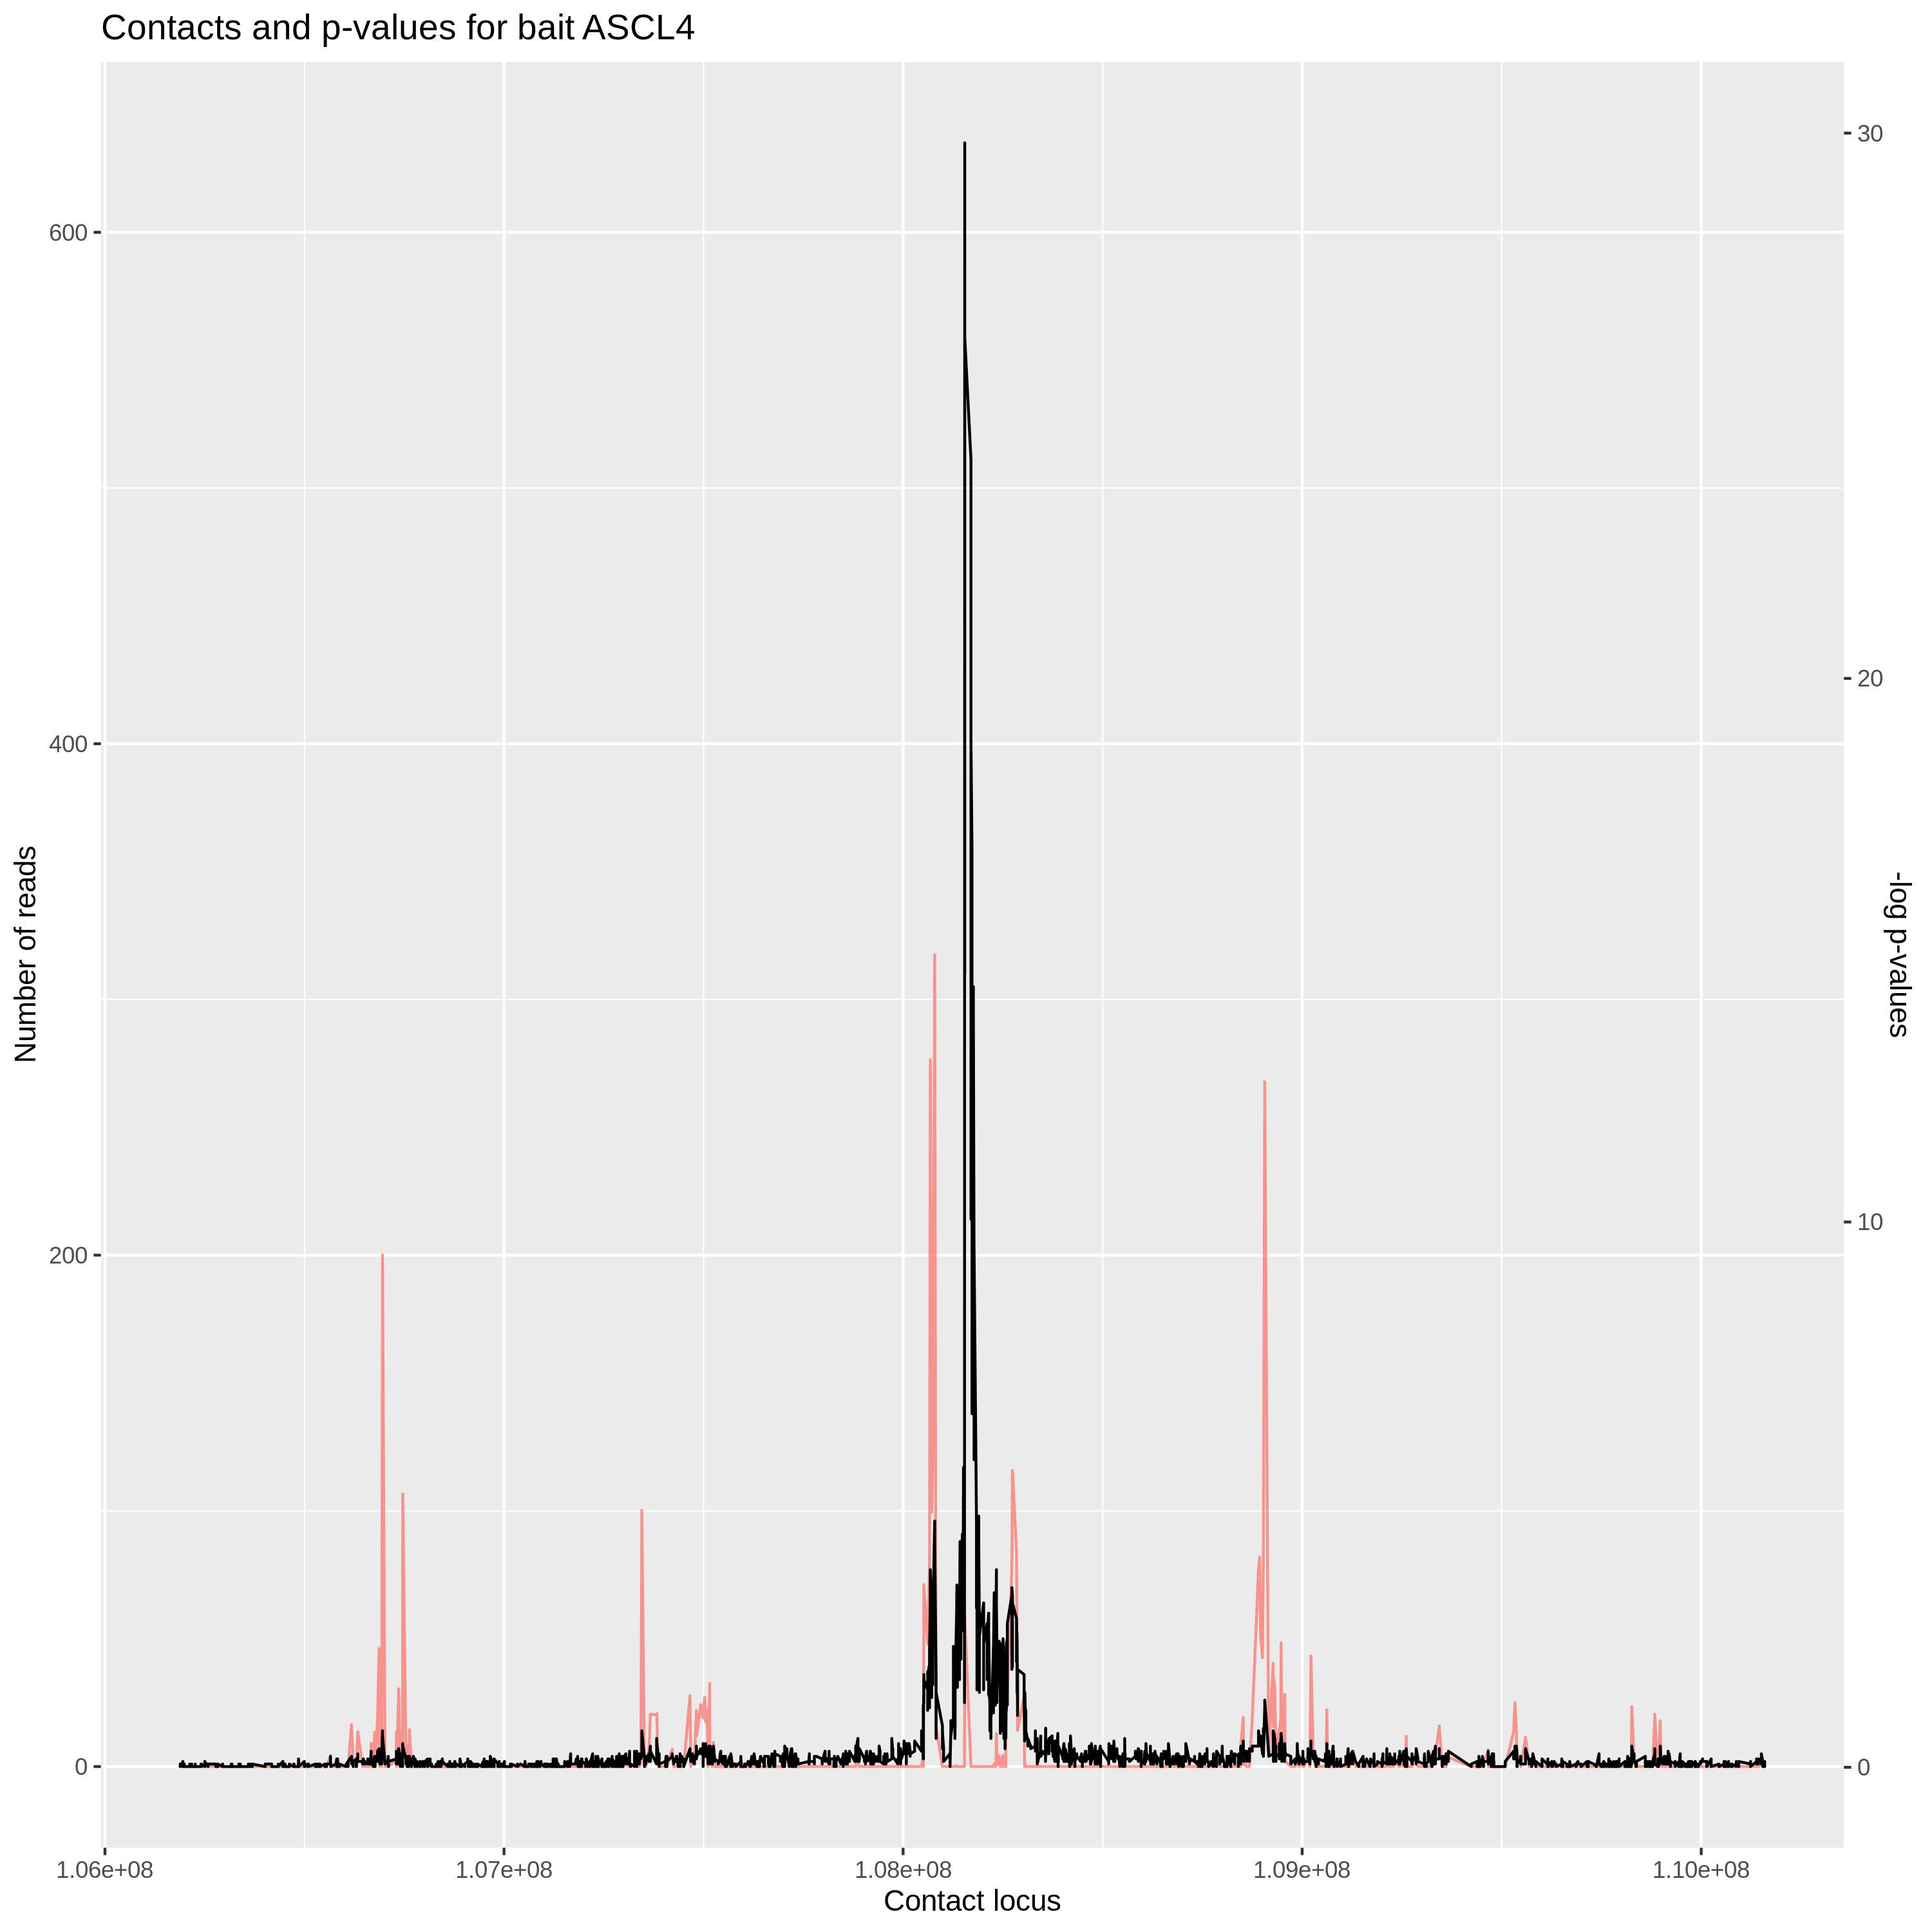 Contacts and p-values for bait ASCL4
30
600
20
400
Number of reads
-log p-values
10
200
0
0
1.06e+08
1.07e+08
1.08e+08
1.09e+08
1.10e+08
Contact locus